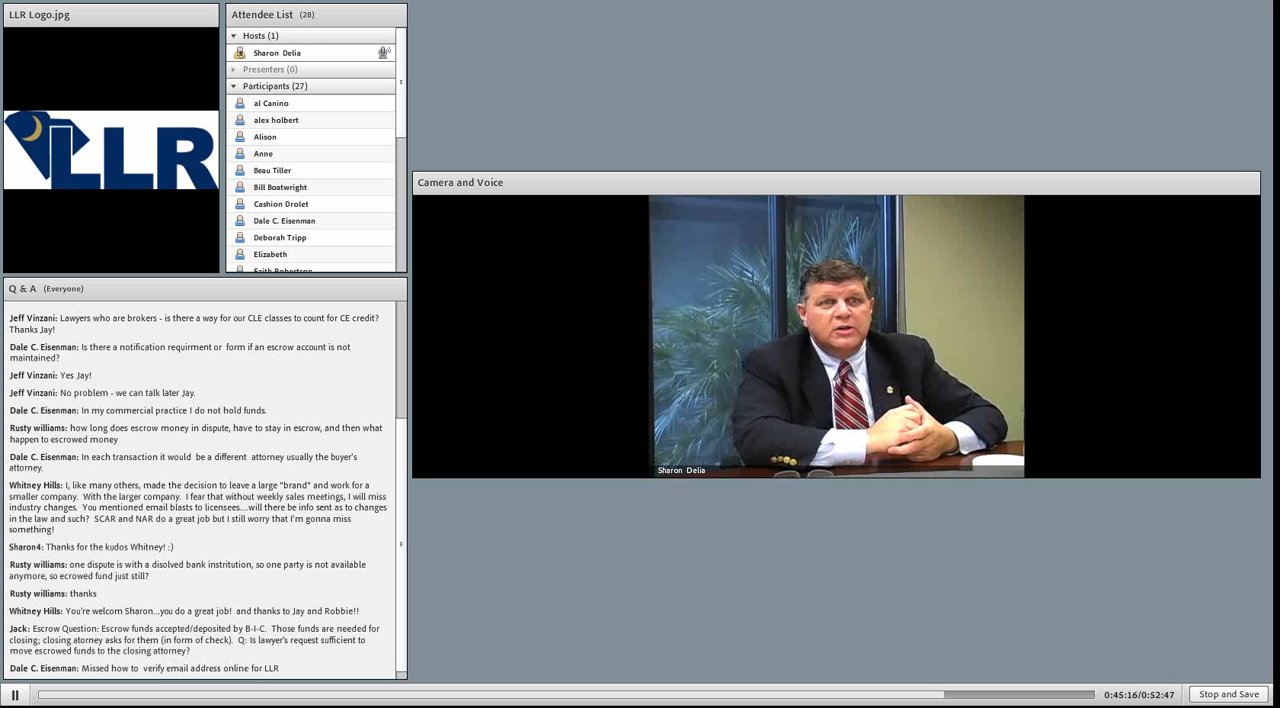 LLR Logo.jpg
LLR
Attendee List (28)
Hosts (1)
Sharon Delia
Presenters (0)
Participants (27)
al Canino
alex holbert
Alison
Anne
Beau Tiller
Bill Boatwright
Cashion Drolet
Dale C. Eisenman
Deborah Tripp
Elizabeth
Faith Robertson
Q & A (Everyone)
Jeff Vinzani: Lawyers who are brokers - is there a way for our CLE classes to count for CE credit?
Thanks Jay!
Dale C. Eisenman: Is there a notification requirment or form if an escrow account is not
maintained?
Jeff Vinzani: Yes Jay!
Jeff Vinzani: No problem - we can talk later Jay.
Dale C. Eisenman: In my commercial practice I do not hold funds.
Rusty williams: how long does escrow money in dispute, have to stay in escrow, and then what
happen to escrowed money
Dale C. Eisenman: In each transaction it would be a different attorney usually the buyer's
attorney.
Whitney Hills: I, like many others, made the decision to leave a large "brand" and work for a
smaller company. With the larger company. I fear that without weekly sales meetings, I will miss
industry changes. You mentioned email blasts to licensees....will there be info sent as to changes
in the law and such? SCAR and NAR do a great job but I still worry that I'm gonna miss
something!
Sharon4: Thanks for the kudos Whitney! :)
Rusty williams: one dispute is with a disolved bank instritution, so one party is not available
anymore, so ecrowed fund just still?
Rusty williams: thanks
Whitney Hills: You're welcom Sharon...you do a great job! and thanks to Jay and Robbie!!
Jack: Escrow Question: Escrow funds accepted/deposited by B-I-C. Those funds are needed for
closing; closing atorney asks for them (in form of check). Q: Is lawyer's request sufficient to
move escrowed funds to the closing attorney?
Dale C. Eisenman: Missed how to verify email address online for LLR
Camera and Voice
Sharon Delia
0:45:16/0:52:47
Stop and Save